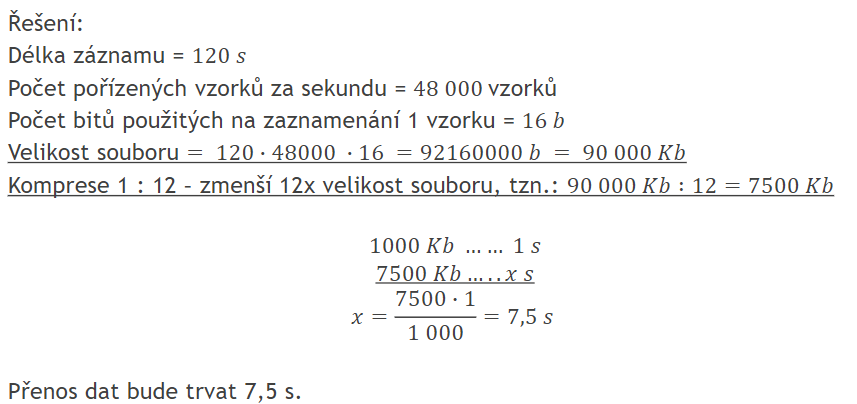 Řešení:
Délka záznamu = 120 s
Počet pořízených vzorků za sekundu = 48 000 vzorků
Počet bitů použitých na zaznamenání 1 vzorku = 16 b
Velikost souboru = 120 · 48000 · 16 = 92160000 b = 90 000 Kb
Komprese 1 : 12 – zmenší 12x velikost souboru, tzn.: 90 000 Kb : 12 = 7500 Kb
1000 Kb … … 1 s
7500 Kb … . . x s
x = 7500 · 1 / 1 000 = 7,5 s
Přenos dat bude trvat 7,5 s.